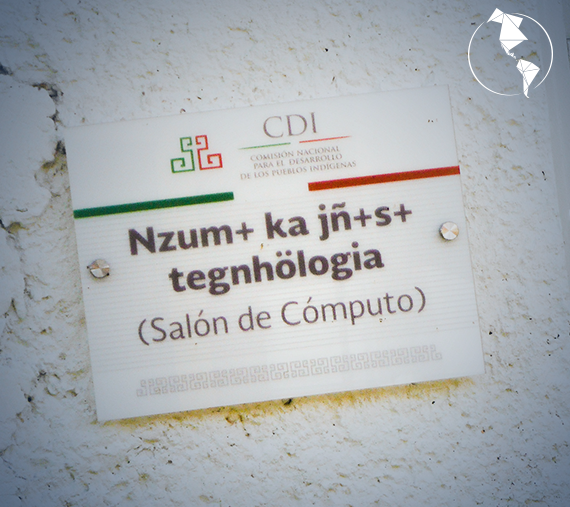 CDI
COMISIÓN NACIONAL
PARA EL DESARROLLO
DE LOS PUEBLOS INDÍGENAS
Nzum+ ka jñ+s+
tegnhölogia
(Salón de Cómputo)